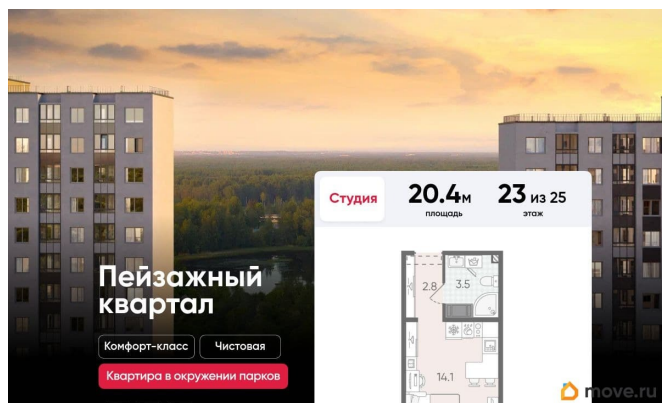 Студия
20.4м
площадь
23 из 25
этаж
Пейзажный
квартал
Комфорт-класс
Чистовая
Квартира в окружении парков
2.8
3.5
14.1
move.ru